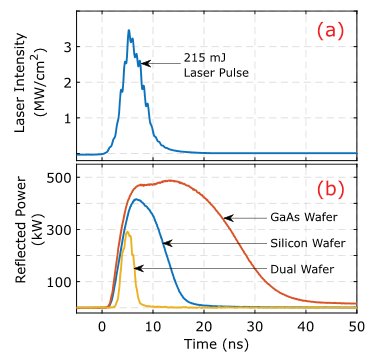 (a)
Laser Intensity
(MW/cm²)
3
2
1
215 mJ
Laser Pulse
(b)
Reflected Power
(kW)
500
300
100
GaAs Wafer
Silicon Wafer
Dual Wafer
0 10 20 30 40 50
Time (ns)